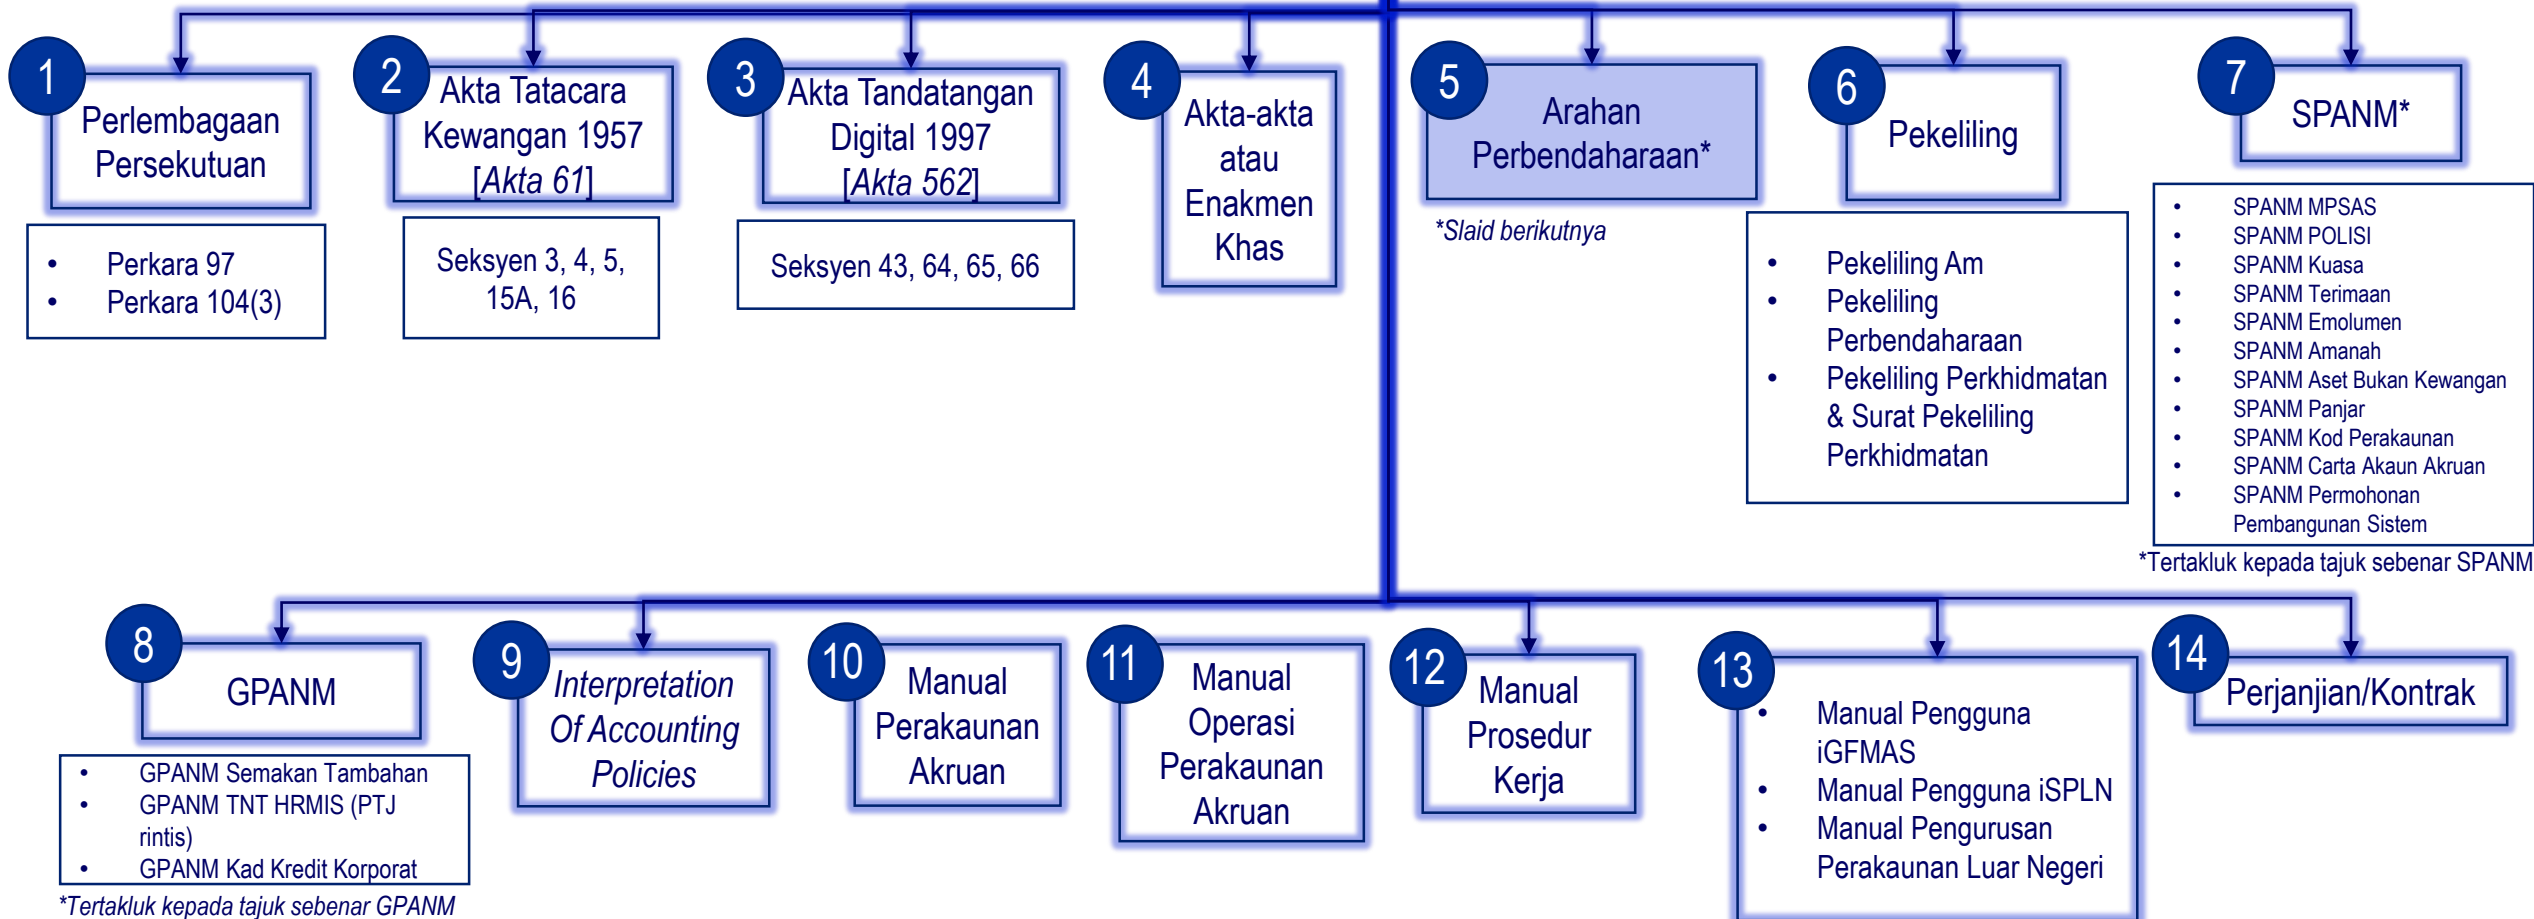 1
Perlembagaan
Persekutuan
• Perkara 97
• Perkara 104(3)
2
Akta Tatacara
Kewangan 1957
[Akta 61]
Seksyen 3, 4, 5,
15A, 16
3
Akta Tandatangan
Digital 1997
[Akta 562]
Seksyen 43, 64, 65, 66
4
Akta-akta
atau
Enakmen
Khas
5
Arahan
Perbendaharaan*
*Slaid berikutnya
6
Pekeliling
• Pekeliling Am
• Pekeliling
Perbendaharaan
• Pekeliling Perkhidmatan
& Surat Pekeliling
Perkhidmatan
7
SPANM*
• SPANM MPSAS
• SPANM POLISI
• SPANM Kuasa
• SPANM Terimaan
• SPANM Emolumen
• SPANM Amanah
• SPANM Aset Bukan Kewangan
• SPANM Panjar
• SPANM Kod Perakaunan
• SPANM Carta Akaun Akruan
• SPANM Permohonan
Pembangunan Sistem
*Tertakluk kepada tajuk sebenar SPANM
8
GPANM
• GPANM Semakan Tambahan
• GPANM TNT HRMIS (PTJ
rintis)
• GPANM Kad Kredit Korporat
*Tertakluk kepada tajuk sebenar GPANM
9
Interpretation
Of Accounting
Policies
10
Manual
Perakaunan
Akruan
11
Manual
Operasi
Perakaunan
Akruan
12
Manual
Prosedur
Kerja
13
• Manual Pengguna
iGFMAS
• Manual Pengguna iSPLN
• Manual Pengurusan
Perakaunan Luar Negeri
14
Perjanjian/Kontrak